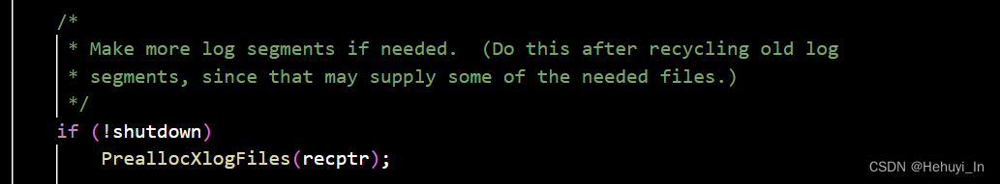 /*
 * Make more log segments if needed.  (Do this after recycling old log
 * segments, since that may supply some of the needed files.)
 */
if (!shutdown)
    PreallocXlogFiles(recptr);
CSDN @Hehuyi_In